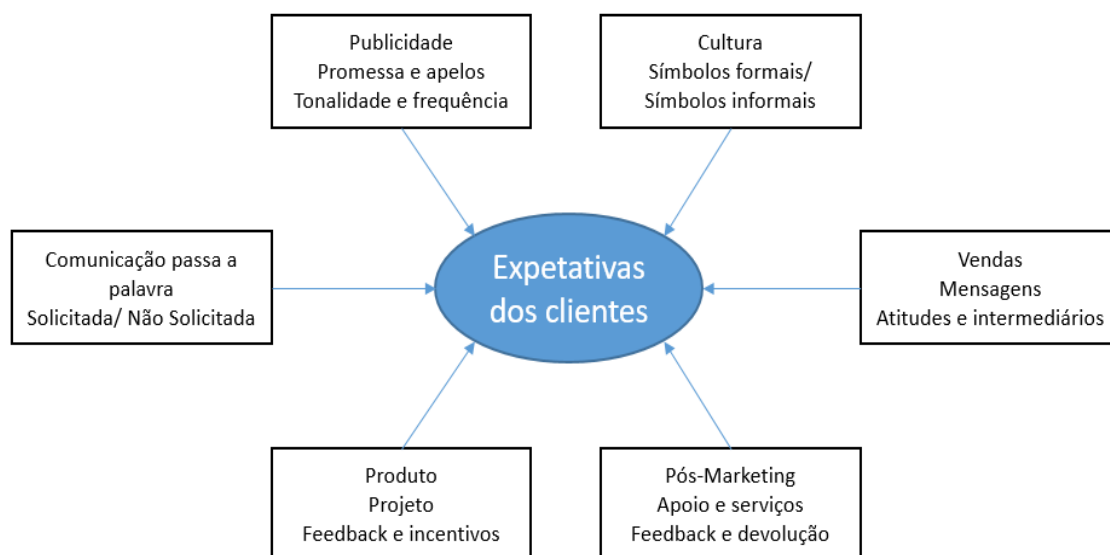 Publicidade
Promessa e apelos
Tonalidade e frequência
Cultura
Símbolos formais/
Símbolos informais
Comunicação passa a
palavra
Solicitada/ Não Solicitada
Expetativas
dos clientes
Vendas
Mensagens
Atitudes e intermediários
Produto
Projeto
Feedback e incentivos
Pós-Marketing
Apoio e serviços
Feedback e devolução